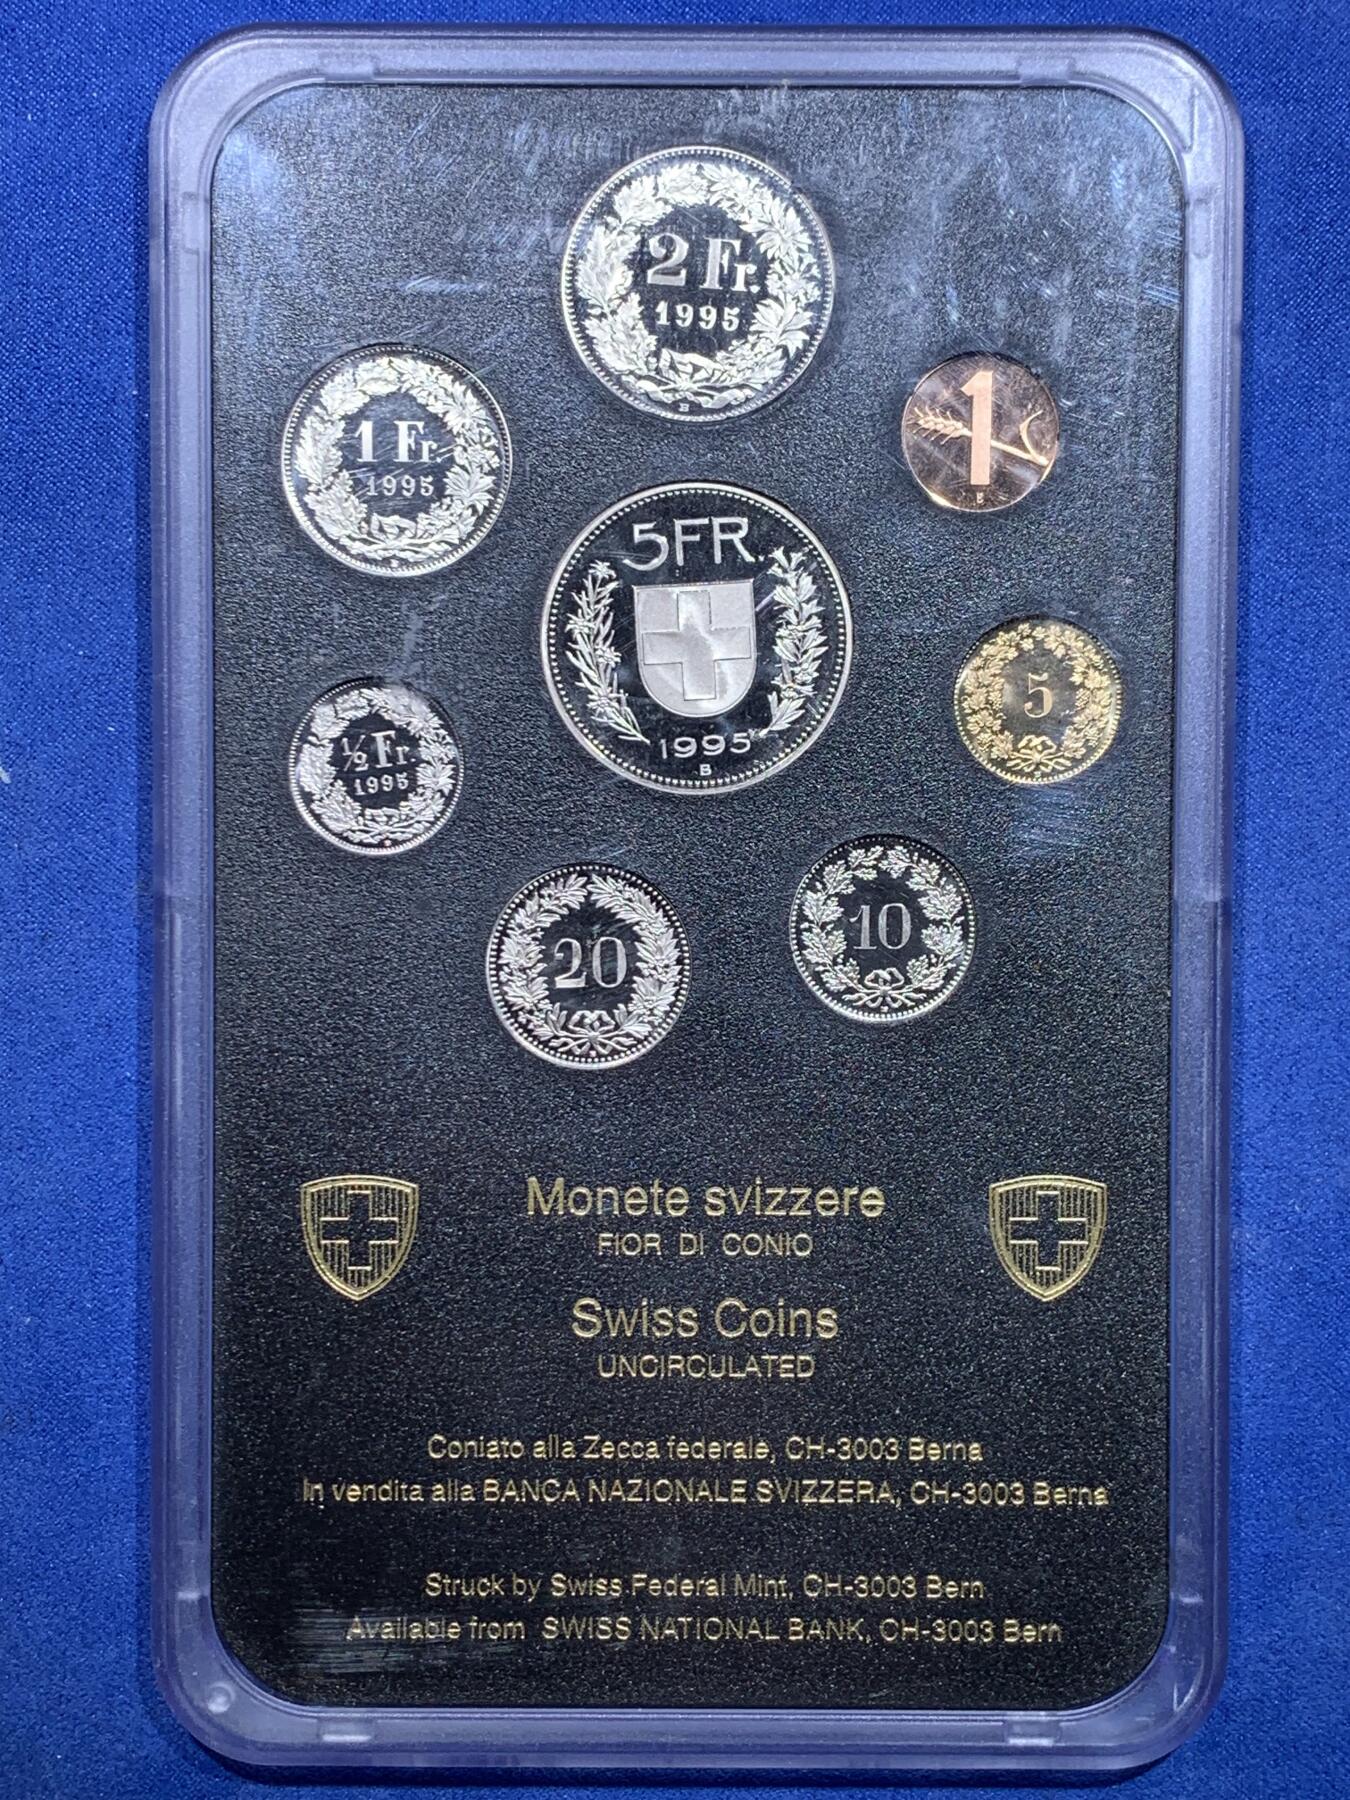 2 Fr.
1995
B
1 Fr.
1995
B
1
B
5 FR.
1995
B
5
B
½ Fr.
1995
B
10
B
20
B
Monete svizzere
FIOR DI CONIO
Swiss Coins
UNCIRCULATED
Coniato alla Zecca federale, CH-3003 Berna
In vendita alla BANCA NAZIONALE SVIZZERA, CH-3003 Berna
Struck by Swiss Federal Mint, CH-3003 Bern
Available from SWISS NATIONAL BANK, CH-3003 Bern